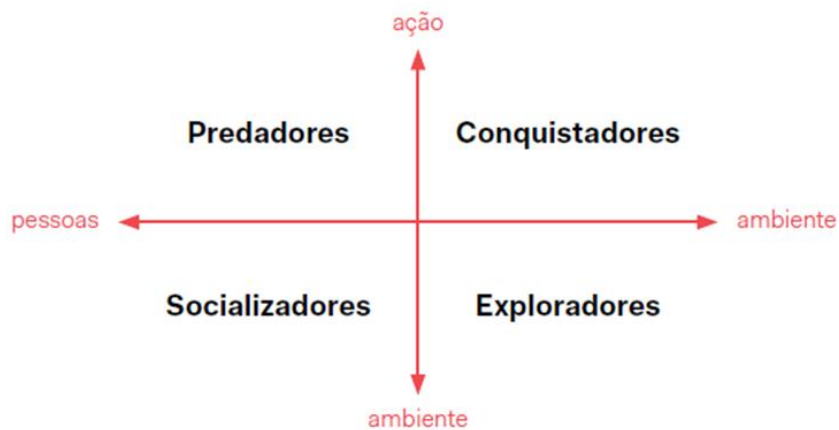 ação
Predadores
Conquistadores
pessoas
ambiente
Socializadores
Exploradores
ambiente